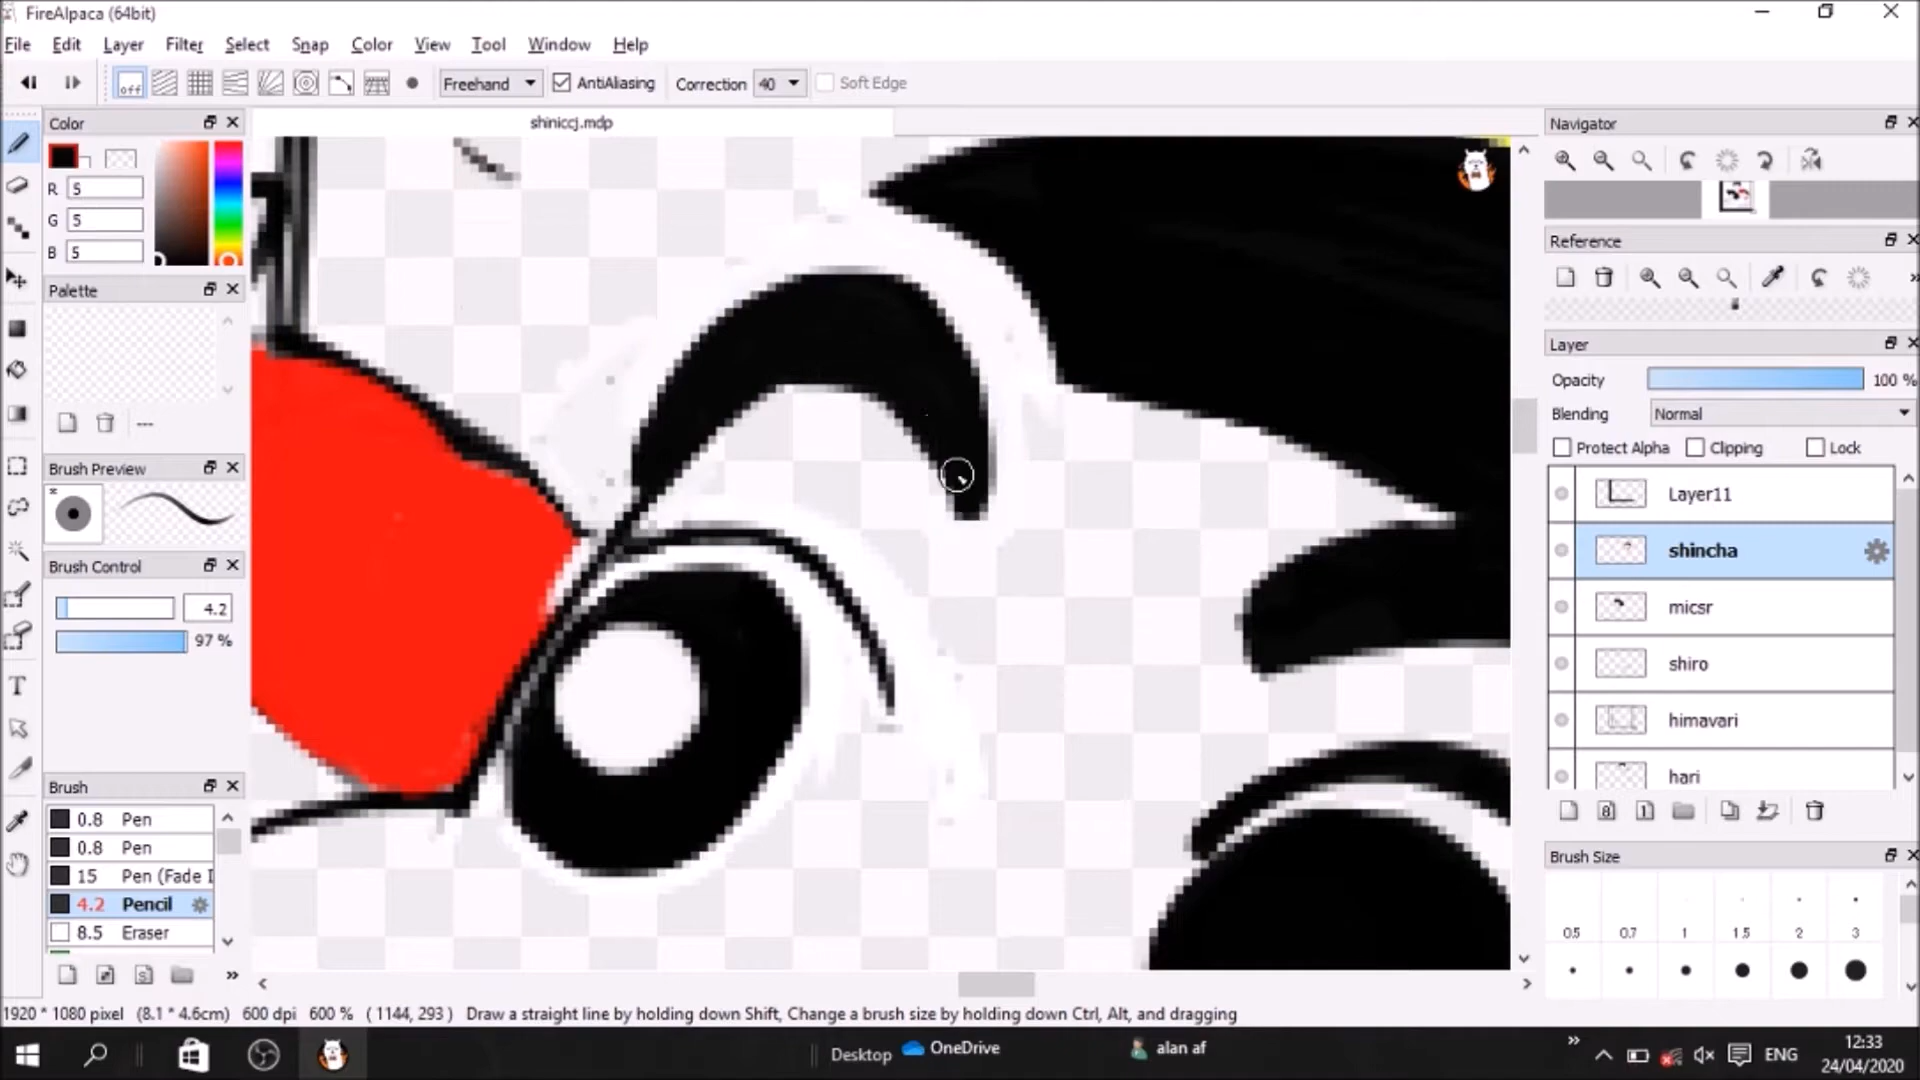 FireAlpaca (64bit)
File Edit Layer Filter Select Snap Color View Tool Window Help
off Freehand AntiAliasing Correction 40 Soft Edge
Color
shiniccj.mdp
Navigator
R 5
G 5
B 5
Reference
Palette
---
Layer
Opacity 100 %
Blending Normal
Protect Alpha Clipping Lock
Brush Preview
Layer11
shincha
Brush Control
4.2
97 %
micsr
shiro
himavari
hari
Brush
0.8 Pen
0.8 Pen
15 Pen (Fade I
4.2 Pencil
8.5 Eraser
8 1
Brush Size
0.5 0.7 1 1.5 2 3
1920 * 1080 pixel (8.1 * 4.6cm) 600 dpi 600 % ( 1144, 293 ) Draw a straight line by holding down Shift, Change a brush size by holding down Ctrl, Alt, and dragging
Desktop OneDrive alan af ENG 12:33
24/04/2020